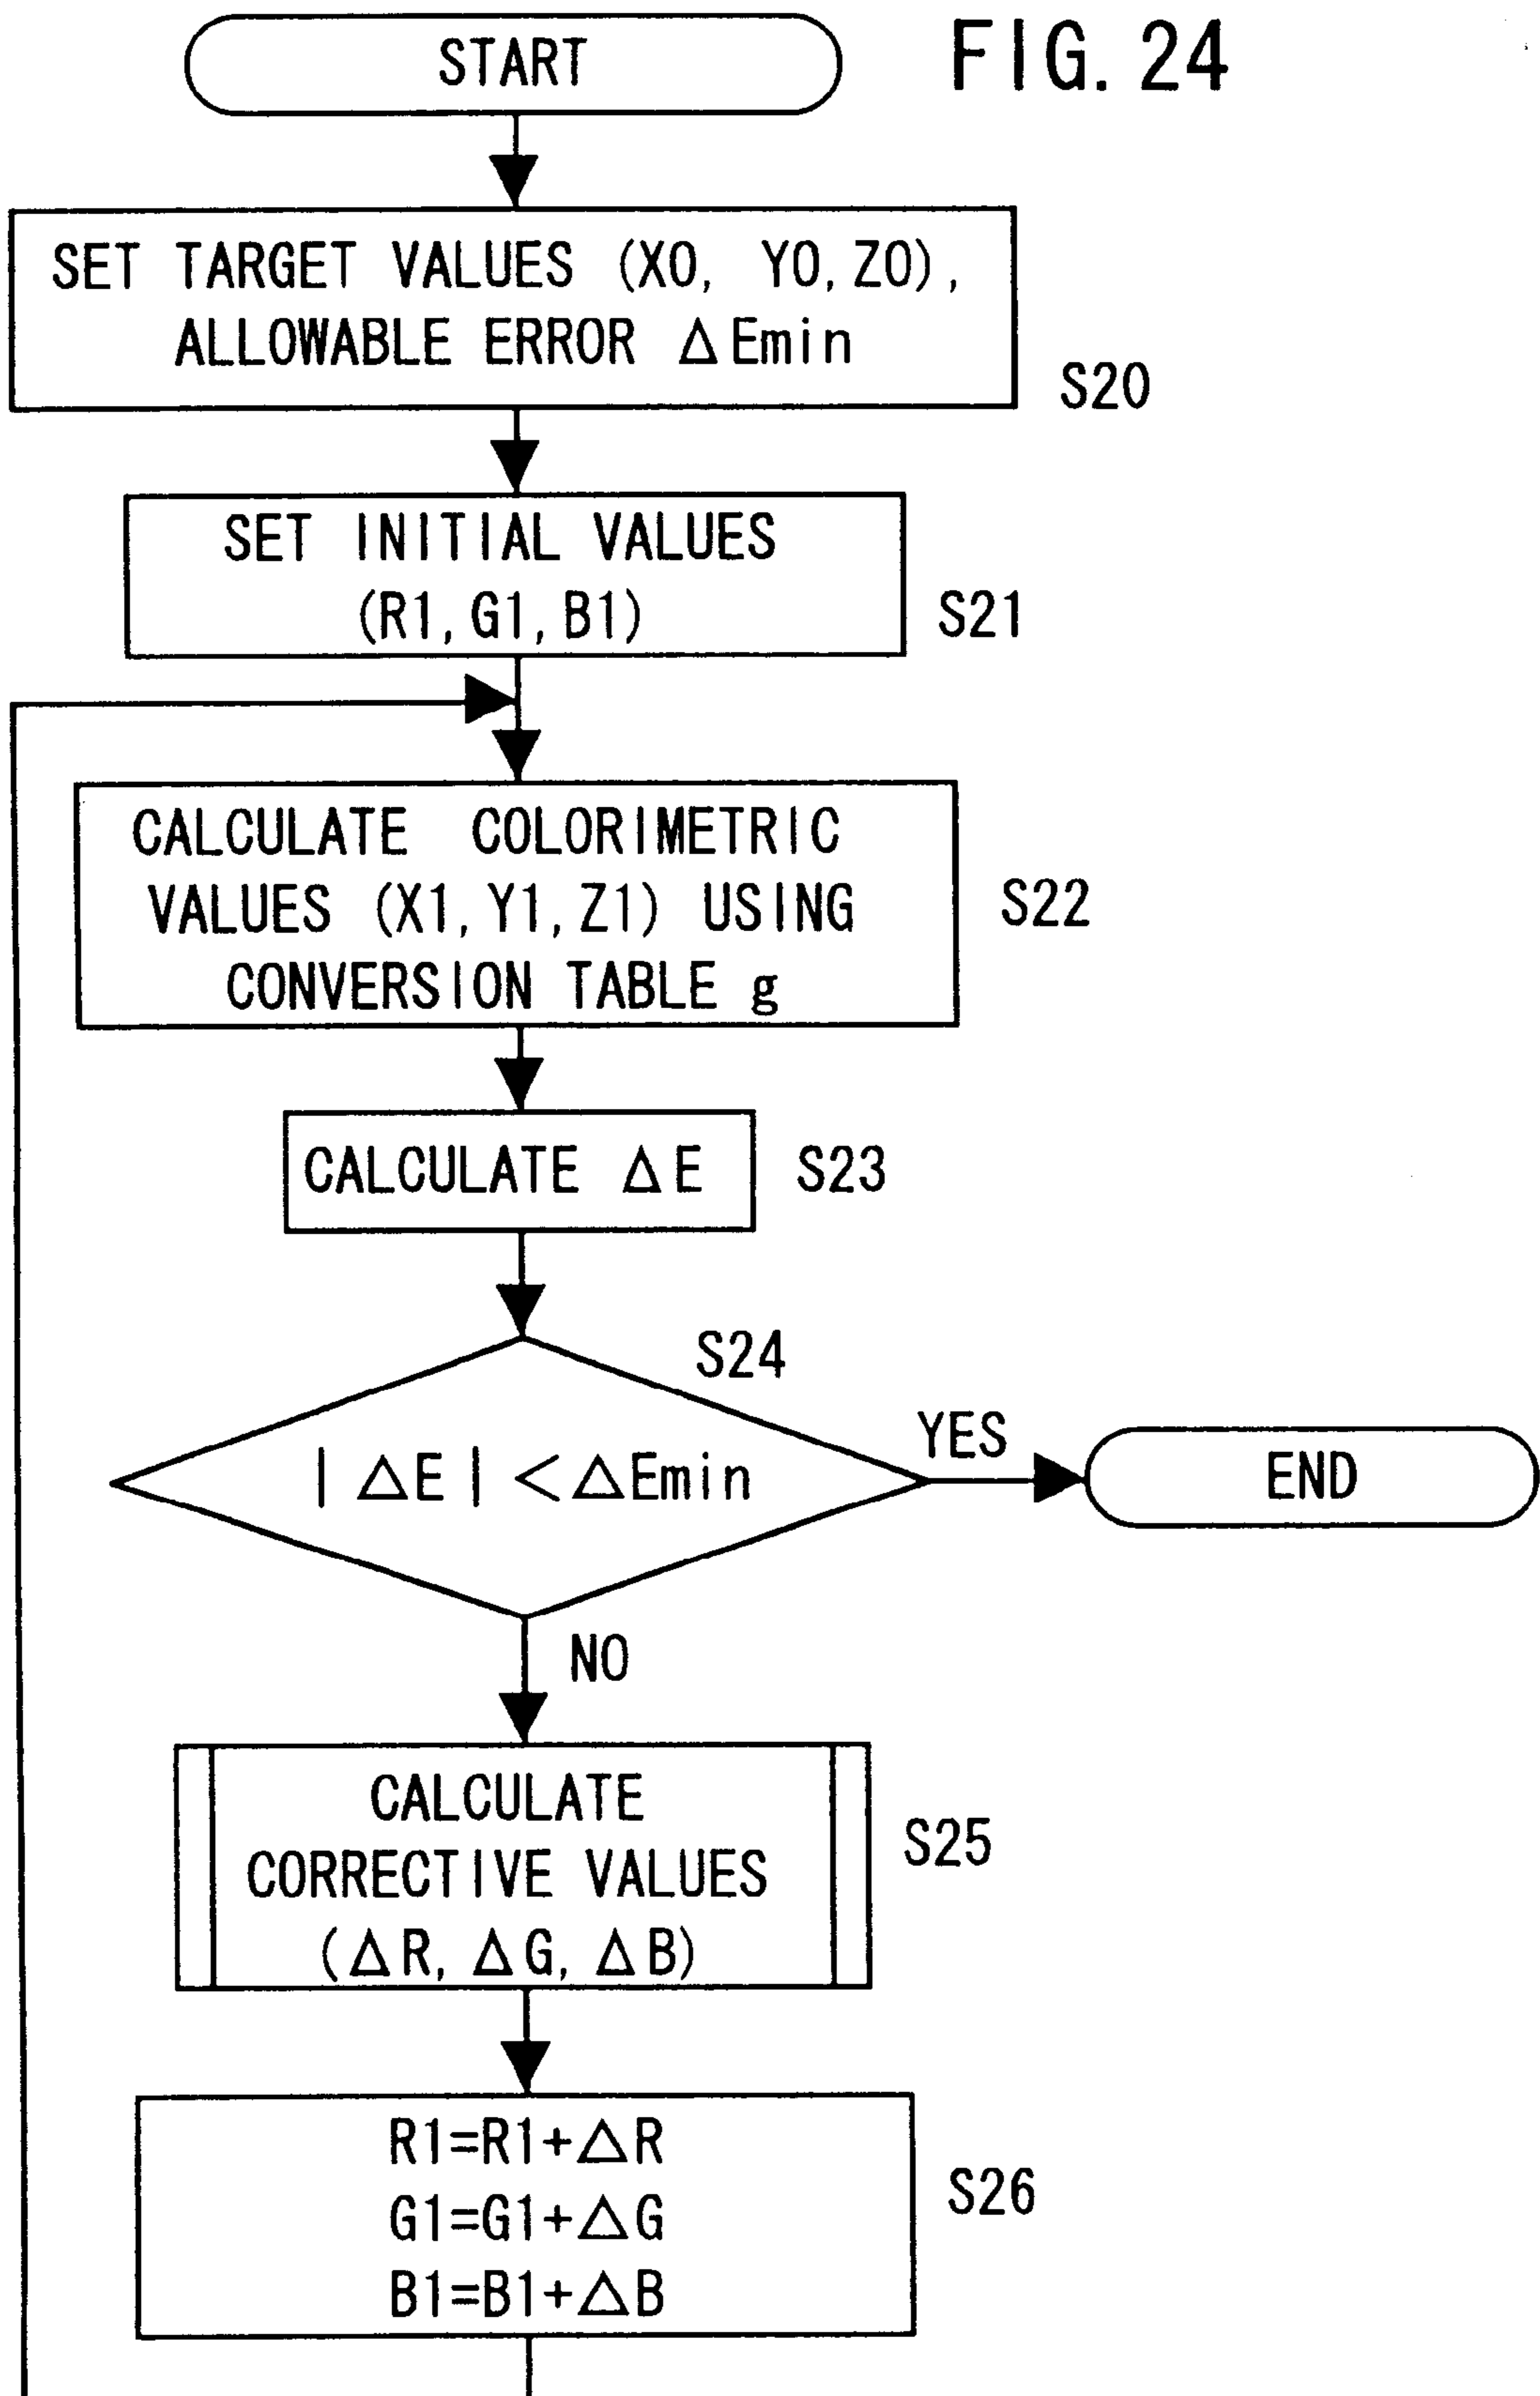 START
FIG. 24
SET TARGET VALUES (X0, Y0, Z0),
ALLOWABLE ERROR ΔEmin
S20
SET INITIAL VALUES
(R1, G1, B1)
S21
CALCULATE COLORIMETRIC
VALUES (X1, Y1, Z1) USING
CONVERSION TABLE g
S22
CALCULATE ΔE
S23
S24
|ΔE| < ΔEmin
YES
END
NO
CALCULATE
CORRECTIVE VALUES
(ΔR, ΔG, ΔB)
S25
R1=R1+ΔR
G1=G1+ΔG
B1=B1+ΔB
S26